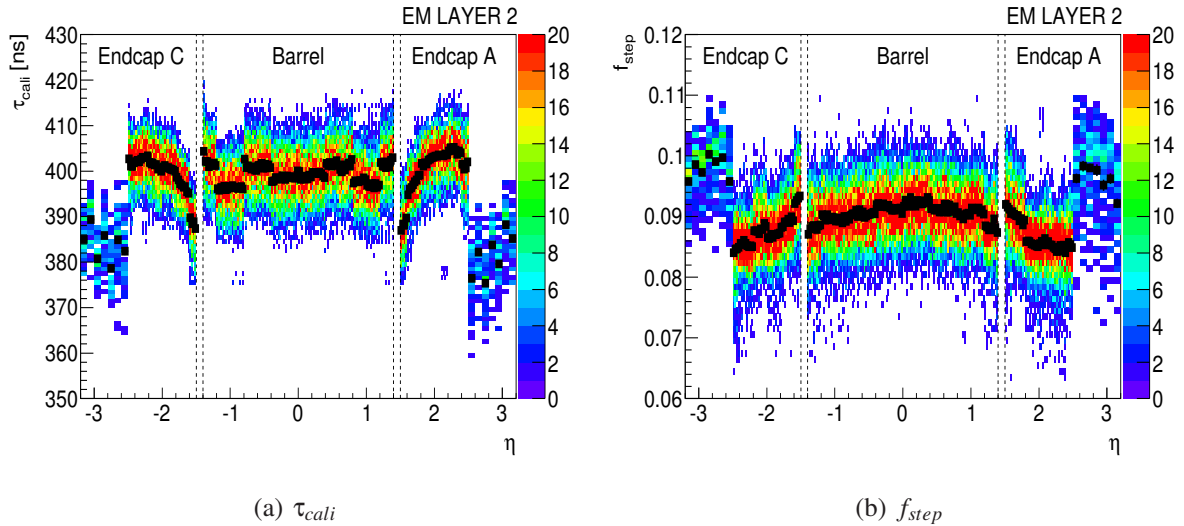 EM LAYER 2
τcali [ns]
430
420
410
400
390
380
370
360
350
Endcap C
Barrel
Endcap A
20
18
16
14
12
10
8
6
4
2
0
-3 -2 -1 0 1 2 3
η
(a) τcali
EM LAYER 2
fstep
0.12
0.11
0.1
0.09
0.08
0.07
0.06
Endcap C
Barrel
Endcap A
20
18
16
14
12
10
8
6
4
2
0
-3 -2 -1 0 1 2 3
η
(b) fstep